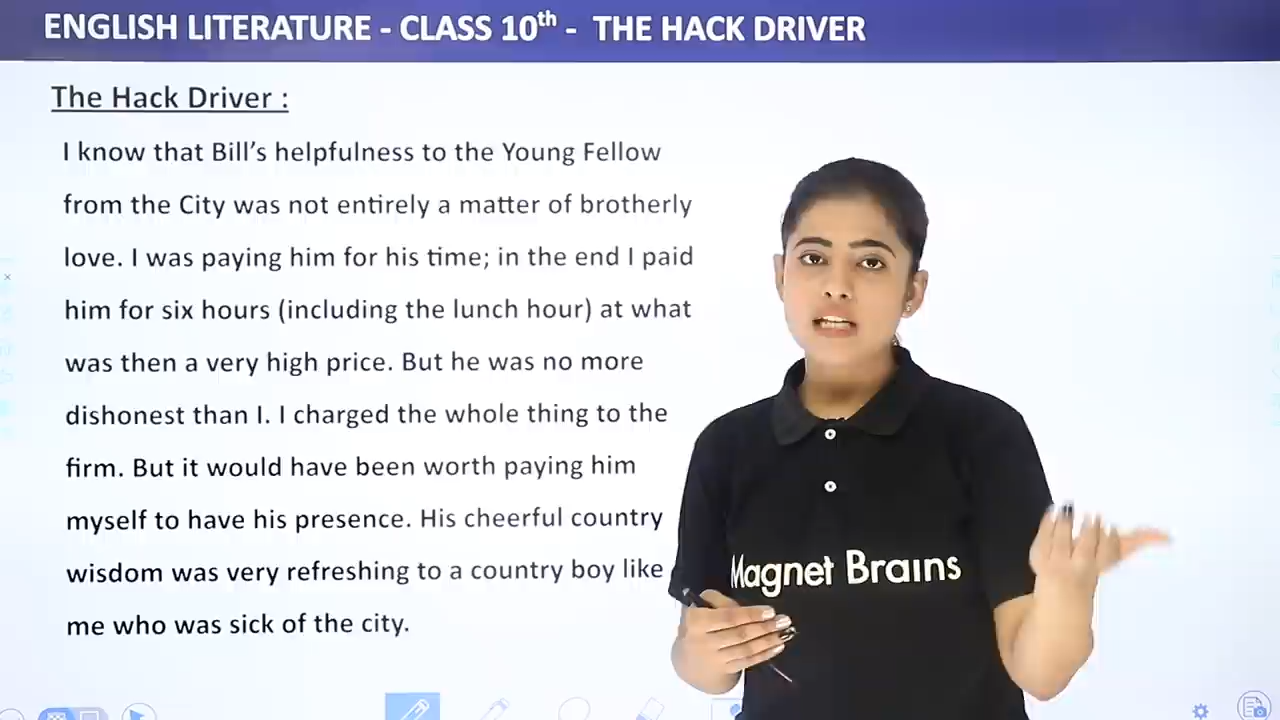 ENGLISH LITERATURE - CLASS 10th - THE HACK DRIVER
The Hack Driver :
I know that Bill’s helpfulness to the Young Fellow
from the City was not entirely a matter of brotherly
love. I was paying him for his time; in the end I paid
him for six hours (including the lunch hour) at what
was then a very high price. But he was no more
dishonest than I. I charged the whole thing to the
firm. But it would have been worth paying him
myself to have his presence. His cheerful country
wisdom was very refreshing to a country boy like
me who was sick of the city.
Magnet Brains